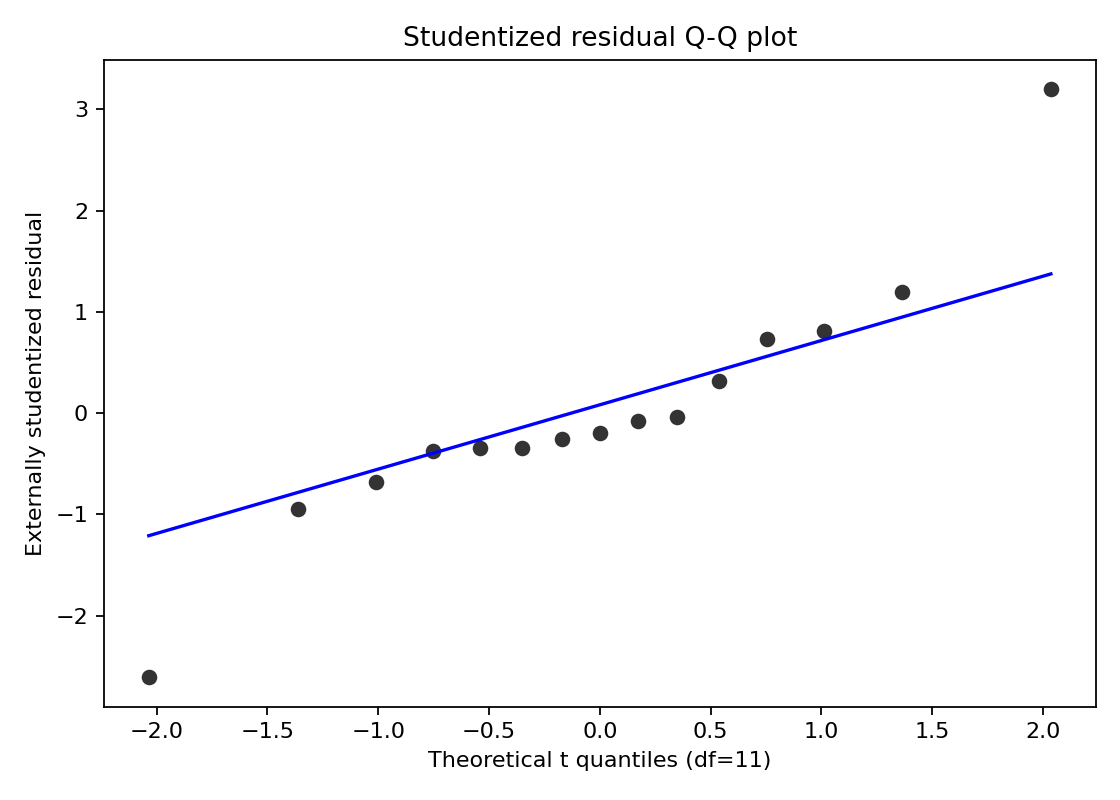 Studentized residual Q-Q plot
Externally studentized residual
3
2
1
0
−1
−2
−2.0 −1.5 −1.0 −0.5 0.0 0.5 1.0 1.5 2.0
Theoretical t quantiles (df=11)